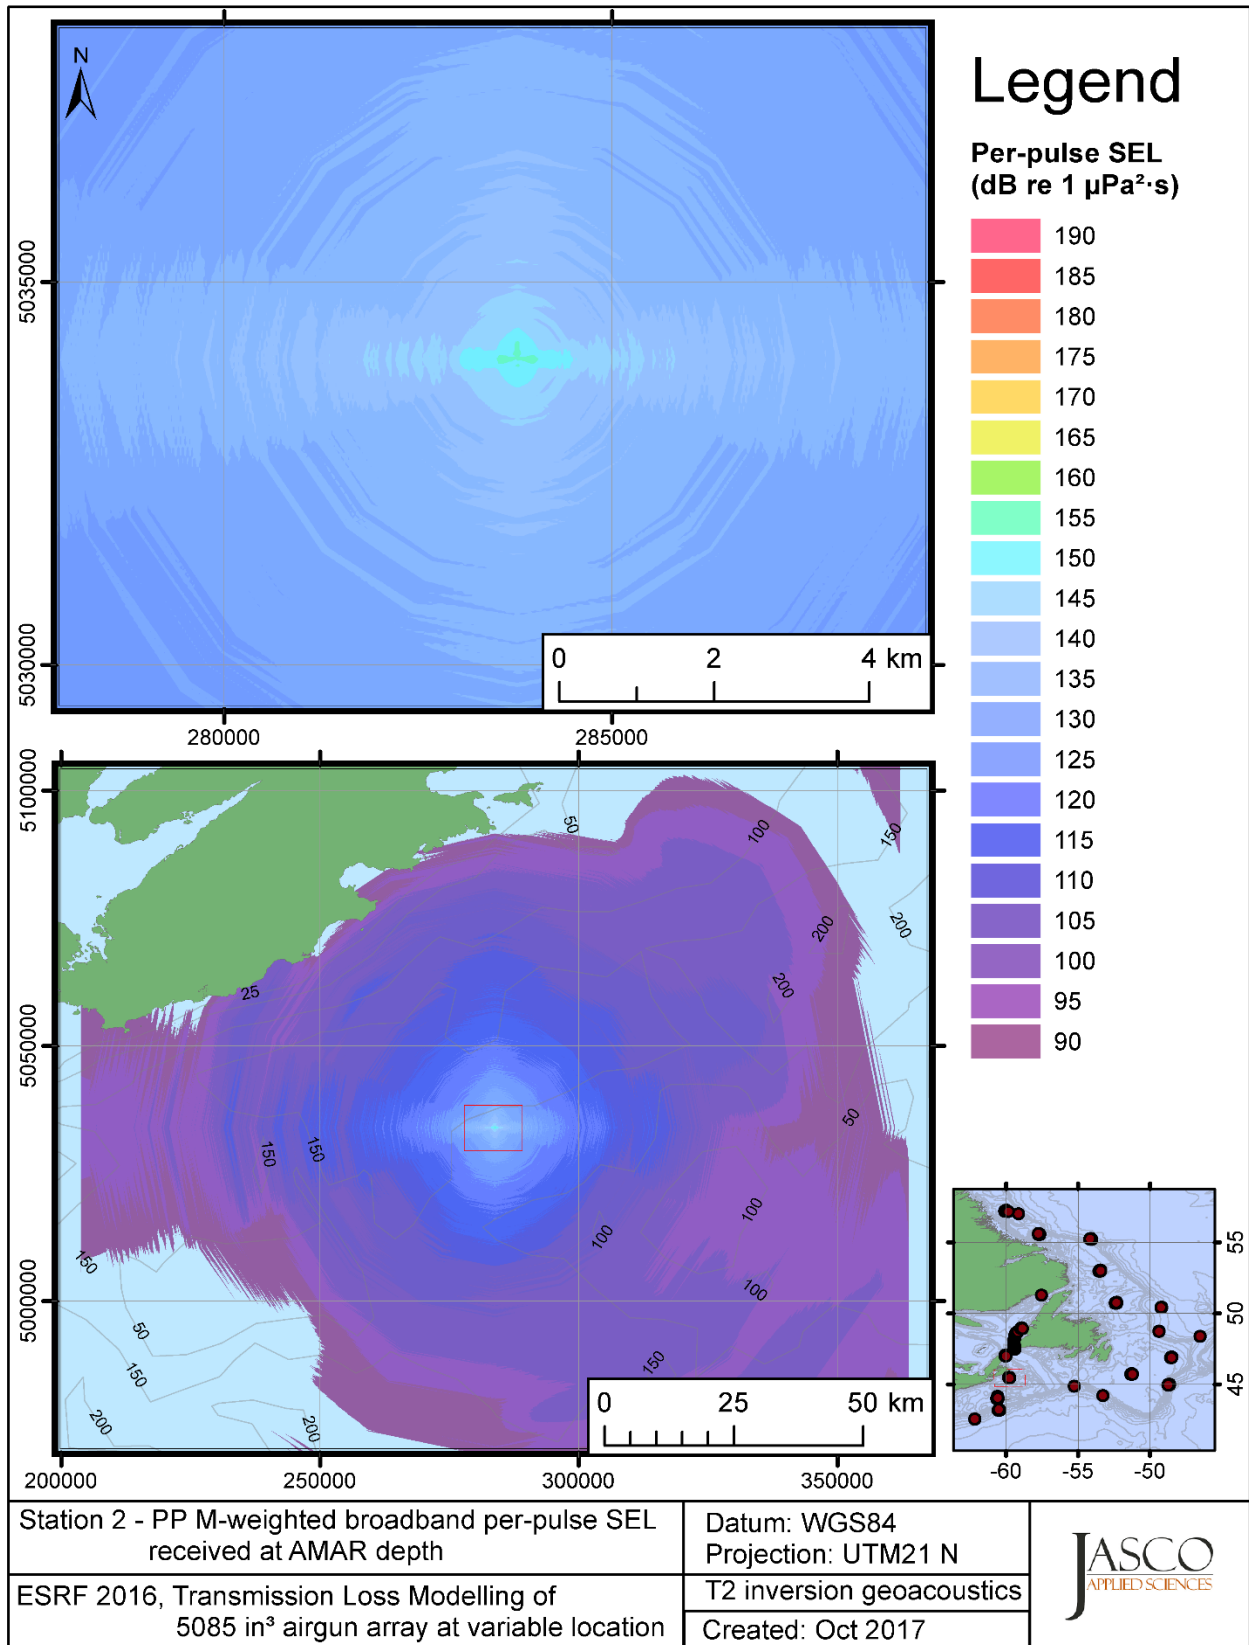 N
5035000
5030000
0 2 4 km
280000 285000
Legend
Per-pulse SEL
(dB re 1 µPa²·s)
190
185
180
175
170
165
160
155
150
145
140
135
130
125
120
115
110
105
100
95
90
5100000
5050000
5000000
50
100
150
200
200
200
25
150
150
50
100
100
100
150
150
50
150
200
0 25 50 km
200000 250000 300000 350000
55
50
45
-60 -55 -50
Station 2 - PP M-weighted broadband per-pulse SEL
received at AMAR depth
ESRF 2016, Transmission Loss Modelling of
5085 in³ airgun array at variable location
Datum: WGS84
Projection: UTM21 N
T2 inversion geoacoustics
Created: Oct 2017
JASCO
APPLIED SCIENCES